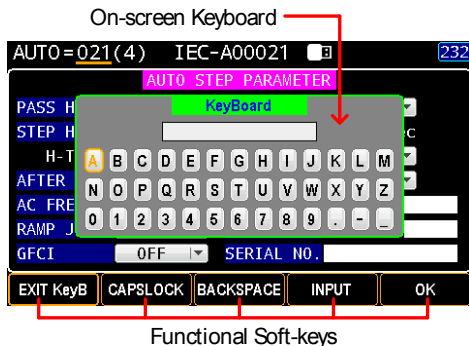 On-screen Keyboard
AUTO=021(4) IEC-A00021 232
AUTO STEP PARAMETER
PASS H
KeyBoard
STEP H
H-T
A B C D E F G H I J K L M
AFTER
N O P Q R S T U V W X Y Z
AC FRE
0 1 2 3 4 5 6 7 8 9 . - _
RAMP J
GFCI OFF SERIAL NO.
EXIT KeyB CAPSLOCK BACKSPACE INPUT OK
Functional Soft-keys